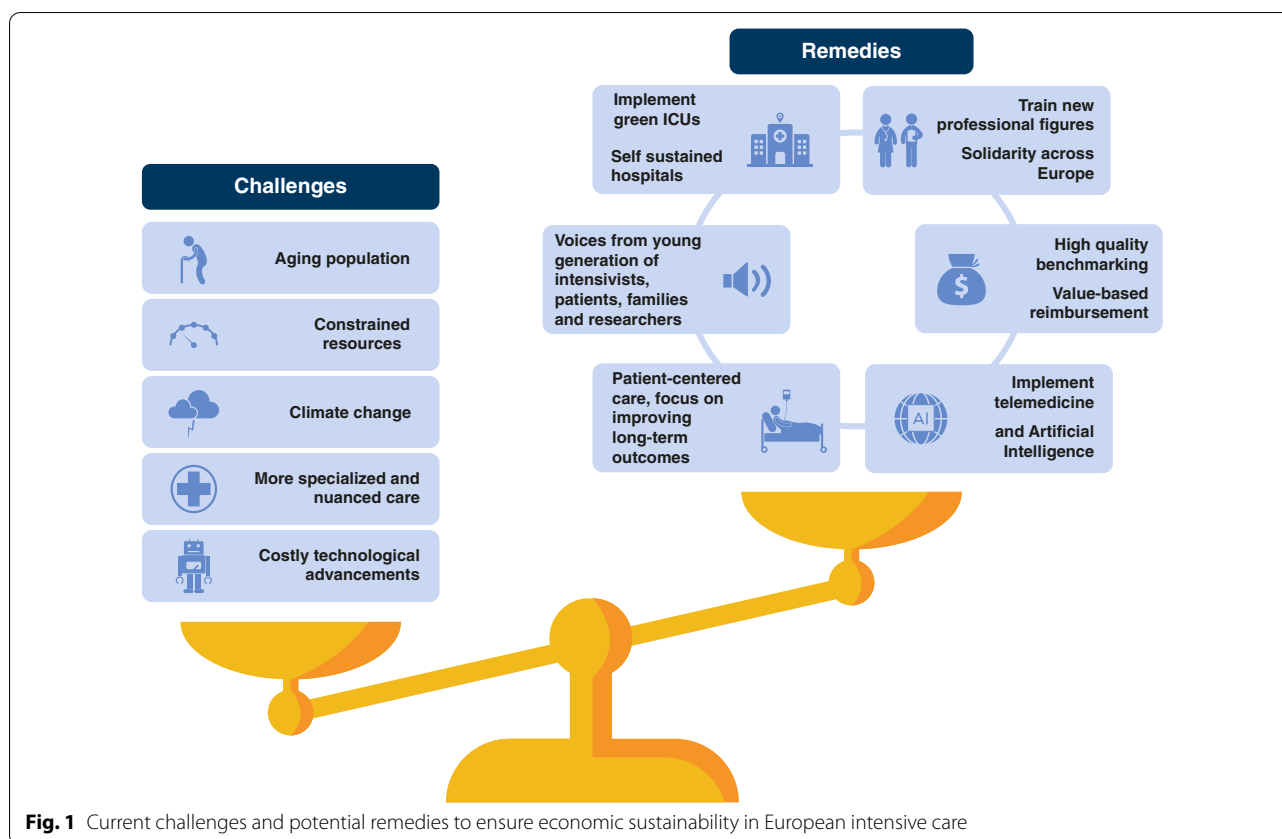 Remedies
Implement
green ICUs
Self sustained
hospitals
Train new
professional figures
Solidarity across
Europe
Challenges
Aging population
Constrained
resources
Climate change
More specialized and
nuanced care
Costly technological
advancements
Voices from young
generation of
intensivists,
patients, families
and researchers
High quality
benchmarking
Value-based
reimbursement
$
Patient-centered
care, focus on
improving
long-term
outcomes
AI
Implement
telemedicine
and Artificial
Intelligence
Fig. 1 Current challenges and potential remedies to ensure economic sustainability in European intensive care